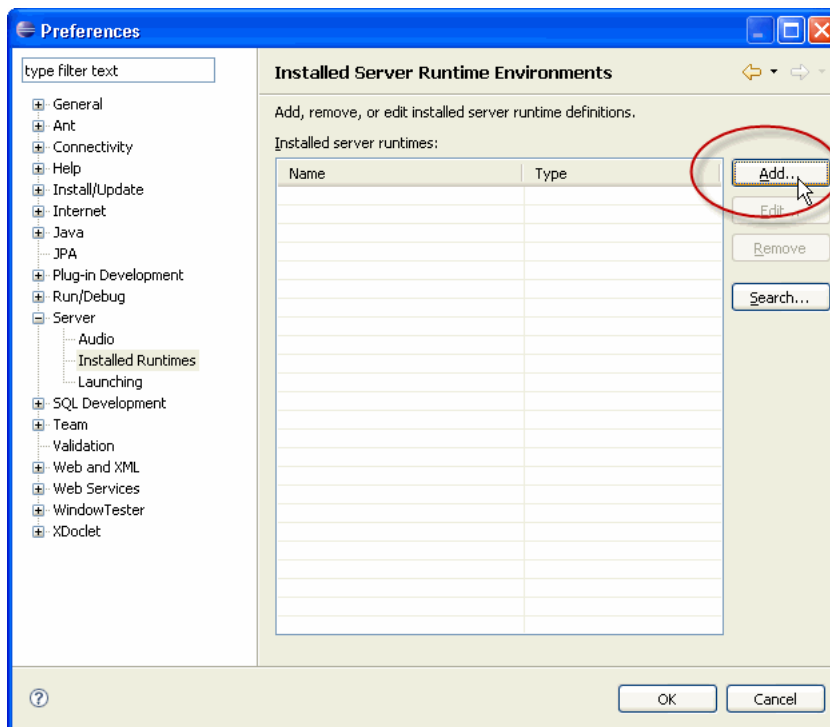 Preferences
type filter text
Installed Server Runtime Environments
General
Ant
Connectivity
Help
Install/Update
Internet
Java
JPA
Plug-in Development
Run/Debug
Server
Audio
Installed Runtimes
Launching
SQL Development
Team
Validation
Web and XML
Web Services
WindowTester
XDoclet
Add, remove, or edit installed server runtime definitions.
Installed server runtimes:
Name Type
Add...
Edit...
Remove
Search...
OK Cancel